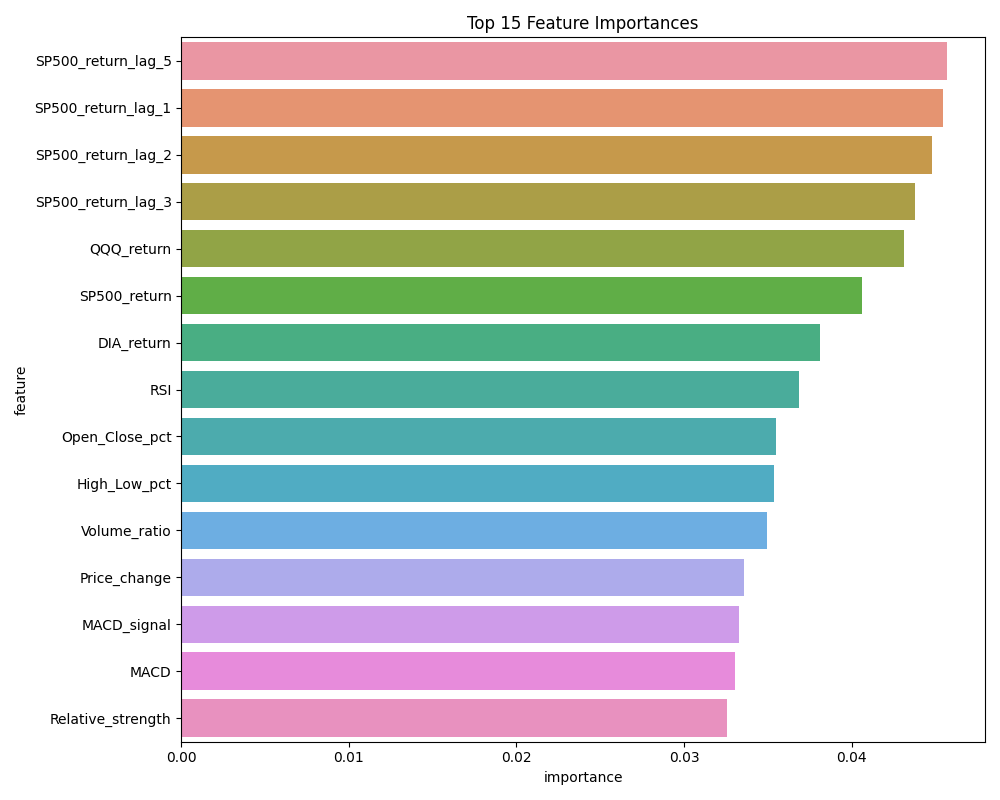 Top 15 Feature Importances
feature
SP500_return_lag_5
SP500_return_lag_1
SP500_return_lag_2
SP500_return_lag_3
QQQ_return
SP500_return
DIA_return
RSI
Open_Close_pct
High_Low_pct
Volume_ratio
Price_change
MACD_signal
MACD
Relative_strength
0.00 0.01 0.02 0.03 0.04
importance